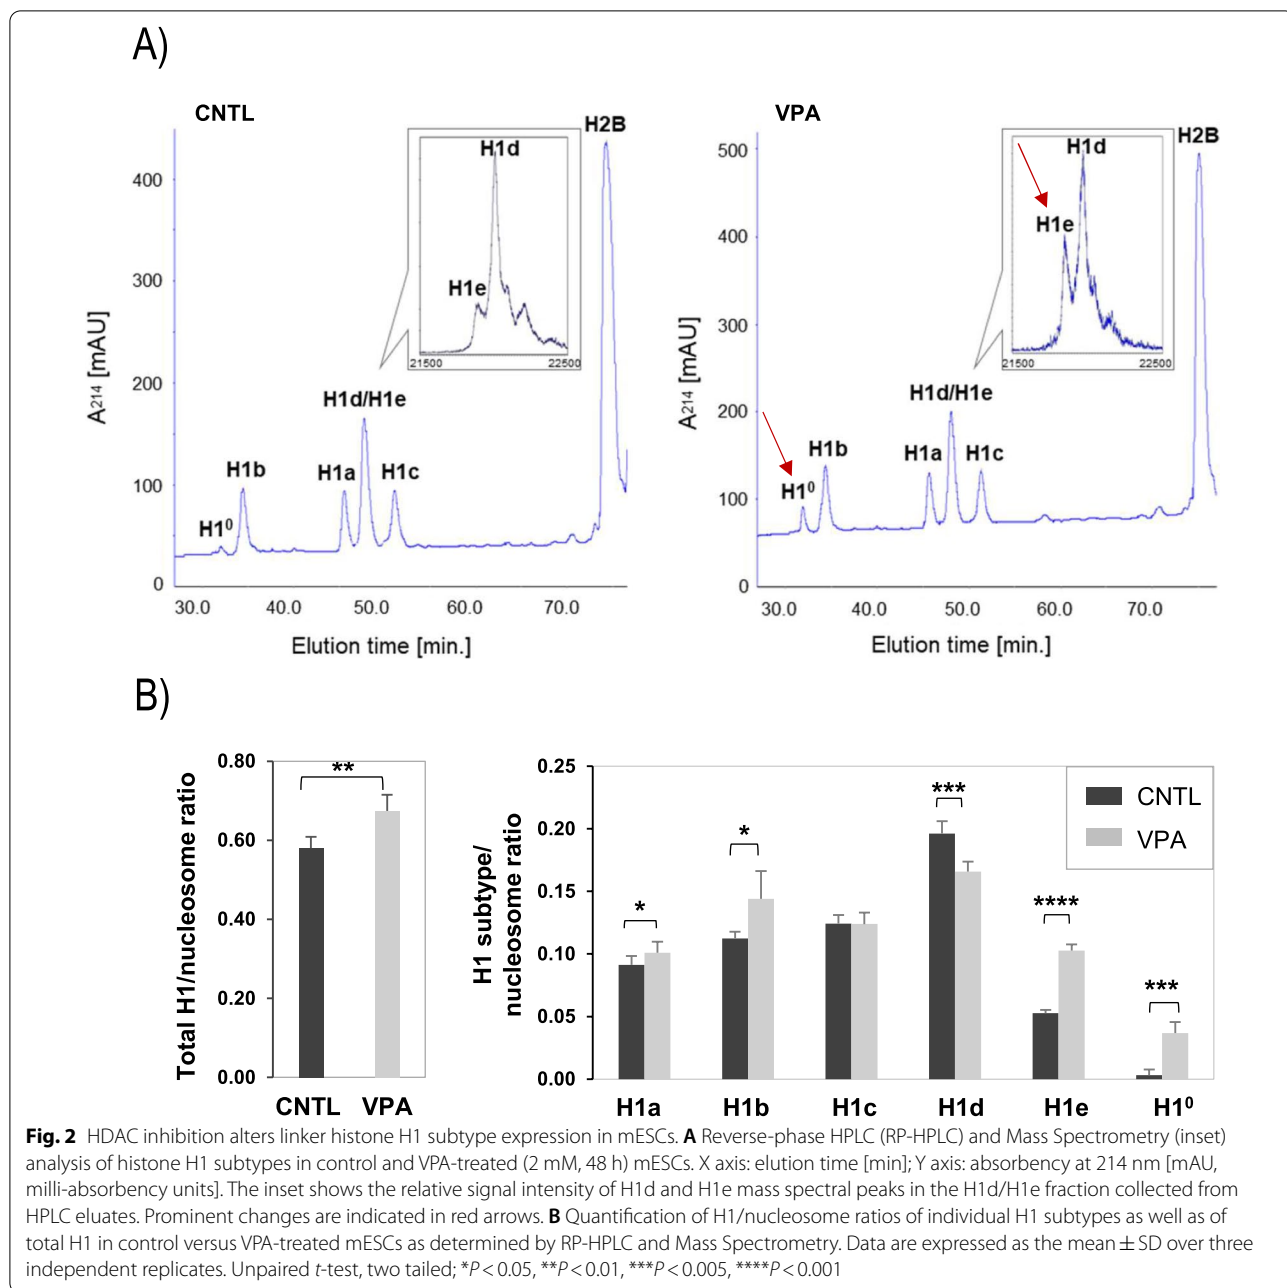 A)
CNTL
H2B
H1d
H1e
21500 22500
400
300
200
100
0
A214 [mAU]
H1d/H1e
H1b
H1a
H1c
H1⁰
30.0 40.0 50.0 60.0 70.0
Elution time [min.]
VPA
H2B
H1d
H1e
21500 22500
500
400
300
200
100
0
A214 [mAU]
H1d/H1e
H1b
H1a
H1c
H1⁰
30.0 40.0 50.0 60.0 70.0
Elution time [min.]
B)
Total H1/nucleosome ratio
0.80
0.60
0.40
0.20
0.00
**
CNTL VPA
H1 subtype/
nucleosome ratio
0.25
0.20
0.15
0.10
0.05
0.00
* * *** **** ***
CNTL
VPA
H1a H1b H1c H1d H1e H1⁰
Fig. 2 HDAC inhibition alters linker histone H1 subtype expression in mESCs. A Reverse-phase HPLC (RP-HPLC) and Mass Spectrometry (inset)
analysis of histone H1 subtypes in control and VPA-treated (2 mM, 48 h) mESCs. X axis: elution time [min]; Y axis: absorbency at 214 nm [mAU,
milli-absorbency units]. The inset shows the relative signal intensity of H1d and H1e mass spectral peaks in the H1d/H1e fraction collected from
HPLC eluates. Prominent changes are indicated in red arrows. B Quantification of H1/nucleosome ratios of individual H1 subtypes as well as of
total H1 in control versus VPA-treated mESCs as determined by RP-HPLC and Mass Spectrometry. Data are expressed as the mean ± SD over three
independent replicates. Unpaired t-test, two tailed; *P < 0.05, **P < 0.01, ***P < 0.005, ****P < 0.001